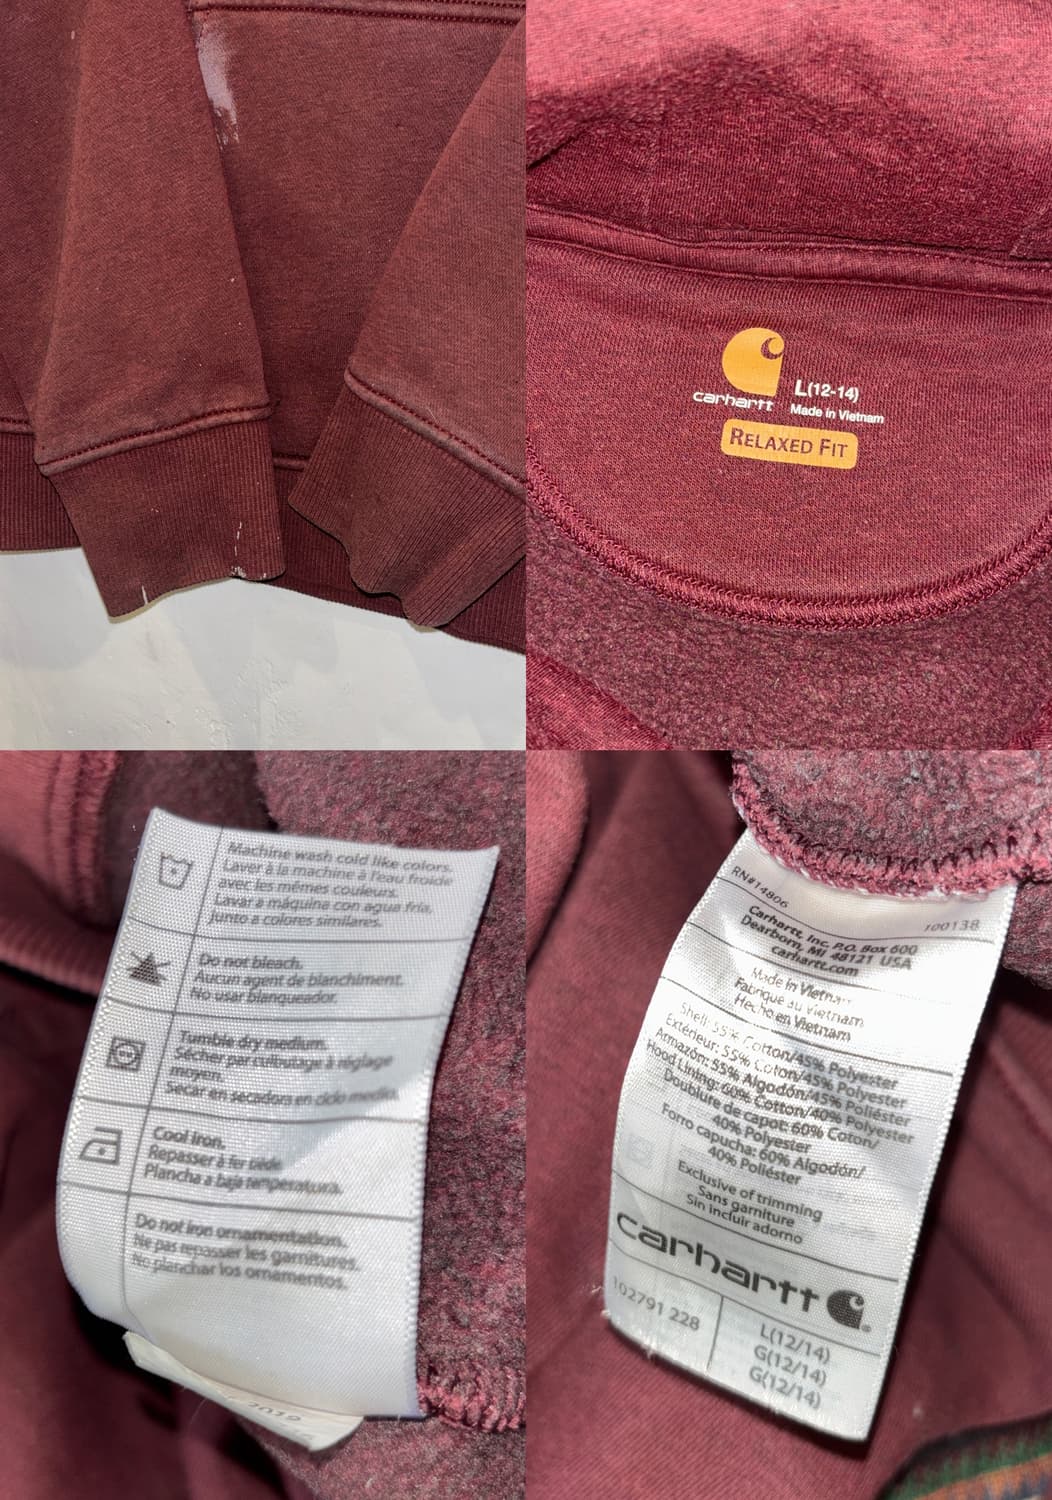 carhartt
L(12-14)
Made in Vietnam
RELAXED FIT
Machine wash cold like colors.
Laver à la machine à l'eau froide
avec les mêmes couleurs.
Lavar a máquina con agua fría,
junto a colores similares.
Do not bleach.
Aucun agent de blanchiment.
No usar blanqueador.
Tumble dry medium.
Sécher par culbutage à réglage
moyen.
Secar en secadora en ciclo medio.
Cool iron.
Repasser à fer tiède.
Plancha a baja temperatura.
Do not iron ornamentation.
Ne pas repasser les garnitures.
No planchar los ornamentos.
2019
RN#14806
100138
Carhartt, Inc. P.O. Box 600
Dearborn, MI 48121 USA
carhartt.com
Made in Vietnam
Fabriqué au Vietnam
Hecho en Vietnam
Shell: 55% Cotton/45% Polyester
Extérieur: 55% Coton/45% Polyester
Armazón: 55% Algodón/45% Poliéster
Hood Lining: 60% Cotton/40% Polyester
Doublure de capot: 60% Coton/
40% Polyester
Forro capucha: 60% Algodón/
40% Poliéster
Exclusive of trimming
Sans garniture
Sin incluir adorno
carhartt
102791 228
L(12/14)
G(12/14)
G(12/14)